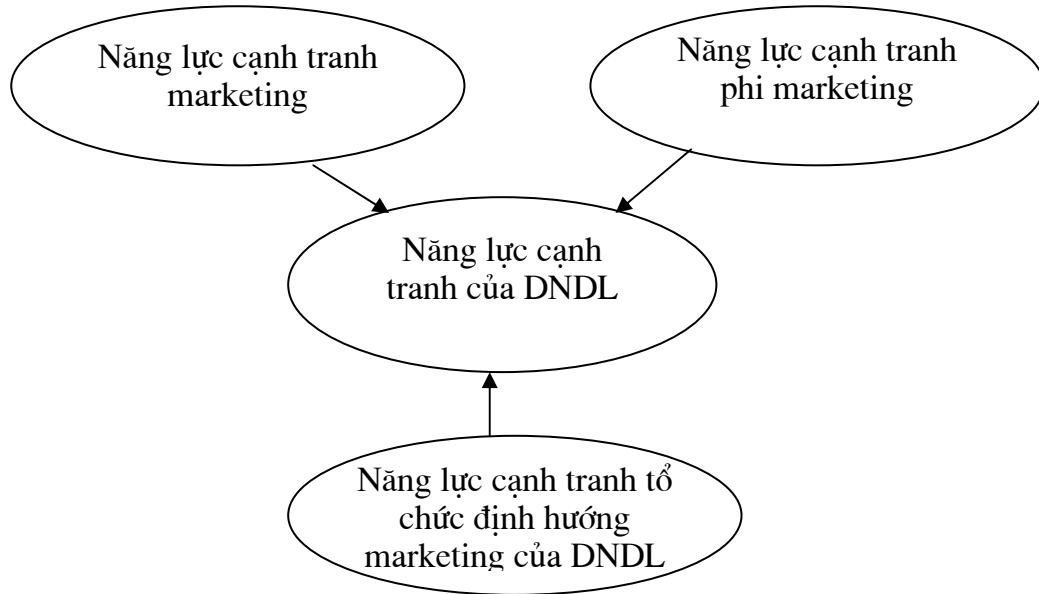 Năng lực cạnh tranh
marketing
Năng lực cạnh tranh
phi marketing
Năng lực cạnh
tranh của DNDL
Năng lực cạnh tranh tổ
chức định hướng
marketing của DNDL